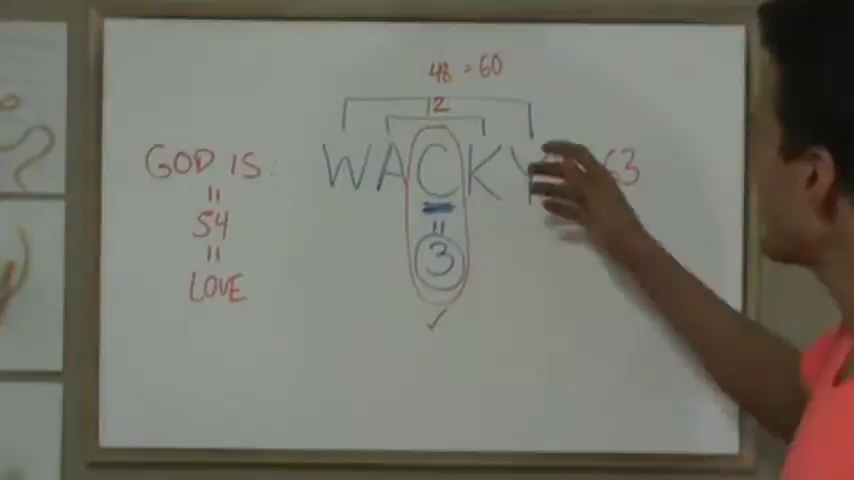 48 = 60
12
GOD IS: WACKY 63
=
54
=
LOVE
=
3
✓